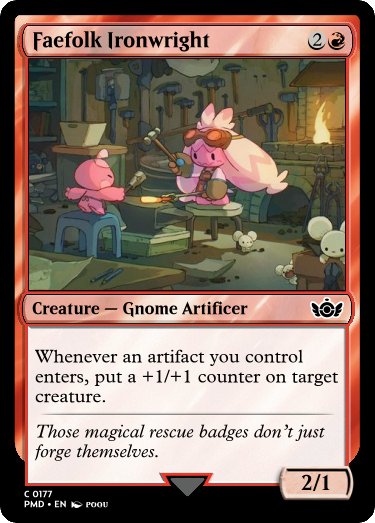 Faefolk Ironwright 2
Creature — Gnome Artificer
Whenever an artifact you control
enters, put a +1/+1 counter on target
creature.
Those magical rescue badges don't just
forge themselves.
2/1
C 0177
PMD • EN POOU